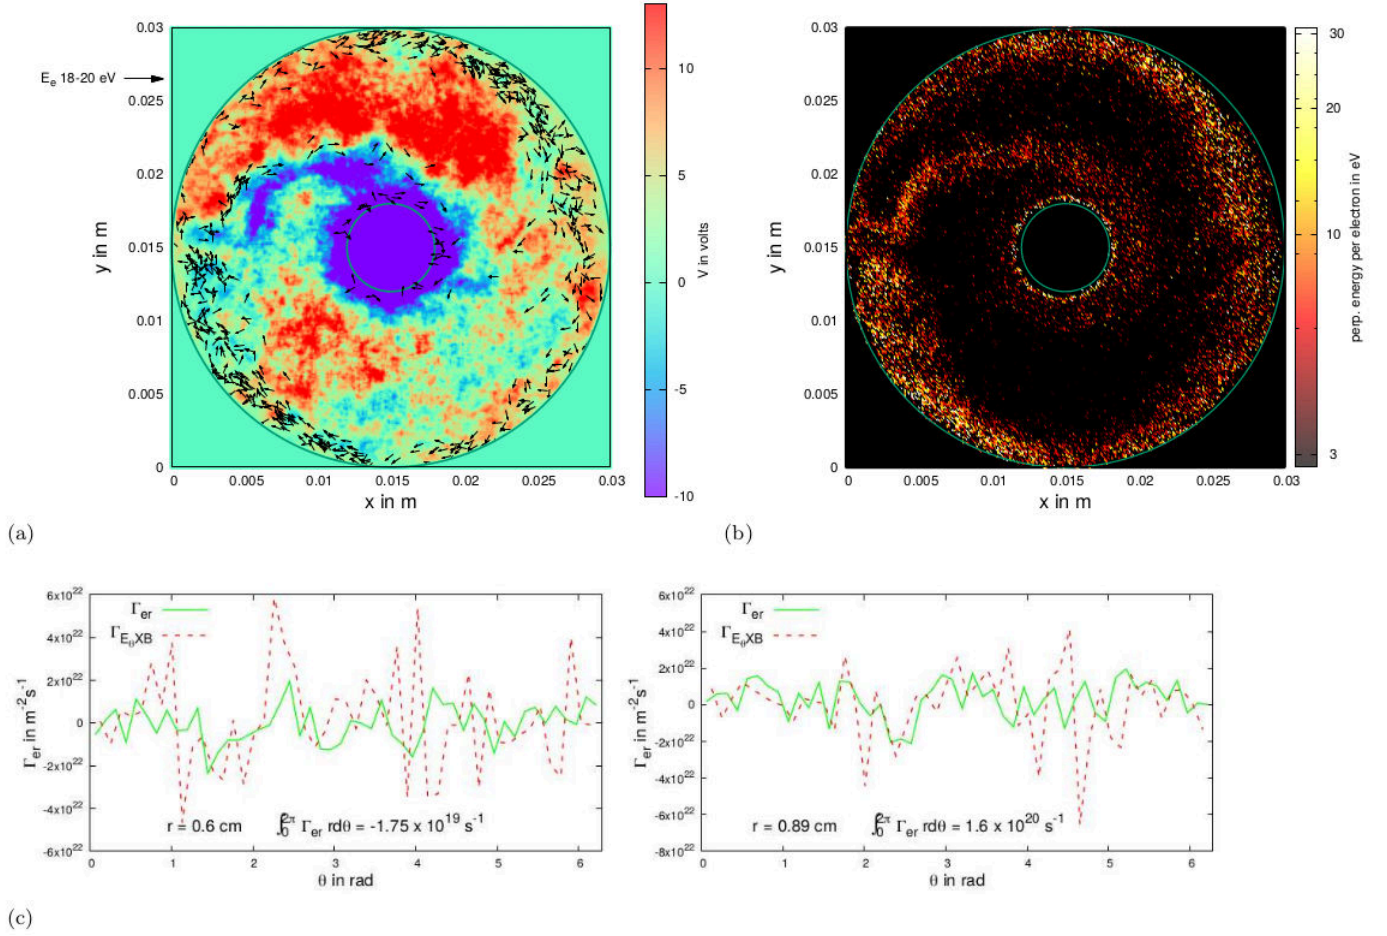 E_e 18-20 eV
0.03
0.025
0.02
0.015
0.01
0.005
0
y in m
0 0.005 0.01 0.015 0.02 0.025 0.03
x in m
10
5
0
-5
-10
V in volts
(a)
0.03
0.025
0.02
0.015
0.01
0.005
0
y in m
0 0.005 0.01 0.015 0.02 0.025 0.03
x in m
30
20
10
3
perp. energy per electron in eV
(b)
6x10^22
4x10^22
2x10^22
0
-2x10^22
-4x10^22
-6x10^22
Γ_er in m^-2 s^-1
Γ_er
Γ_{E_θXB}
r = 0.6 cm ∫_0^2π Γ_er rdθ = -1.75 x 10^19 s^-1
0 1 2 3 4 5 6
θ in rad
6x10^22
4x10^22
2x10^22
0
-2x10^22
-4x10^22
-6x10^22
-8x10^22
Γ_er in m^-2 s^-1
Γ_er
Γ_{E_θXB}
r = 0.89 cm ∫_0^2π Γ_er rdθ = 1.6 x 10^20 s^-1
0 1 2 3 4 5 6
θ in rad
(c)